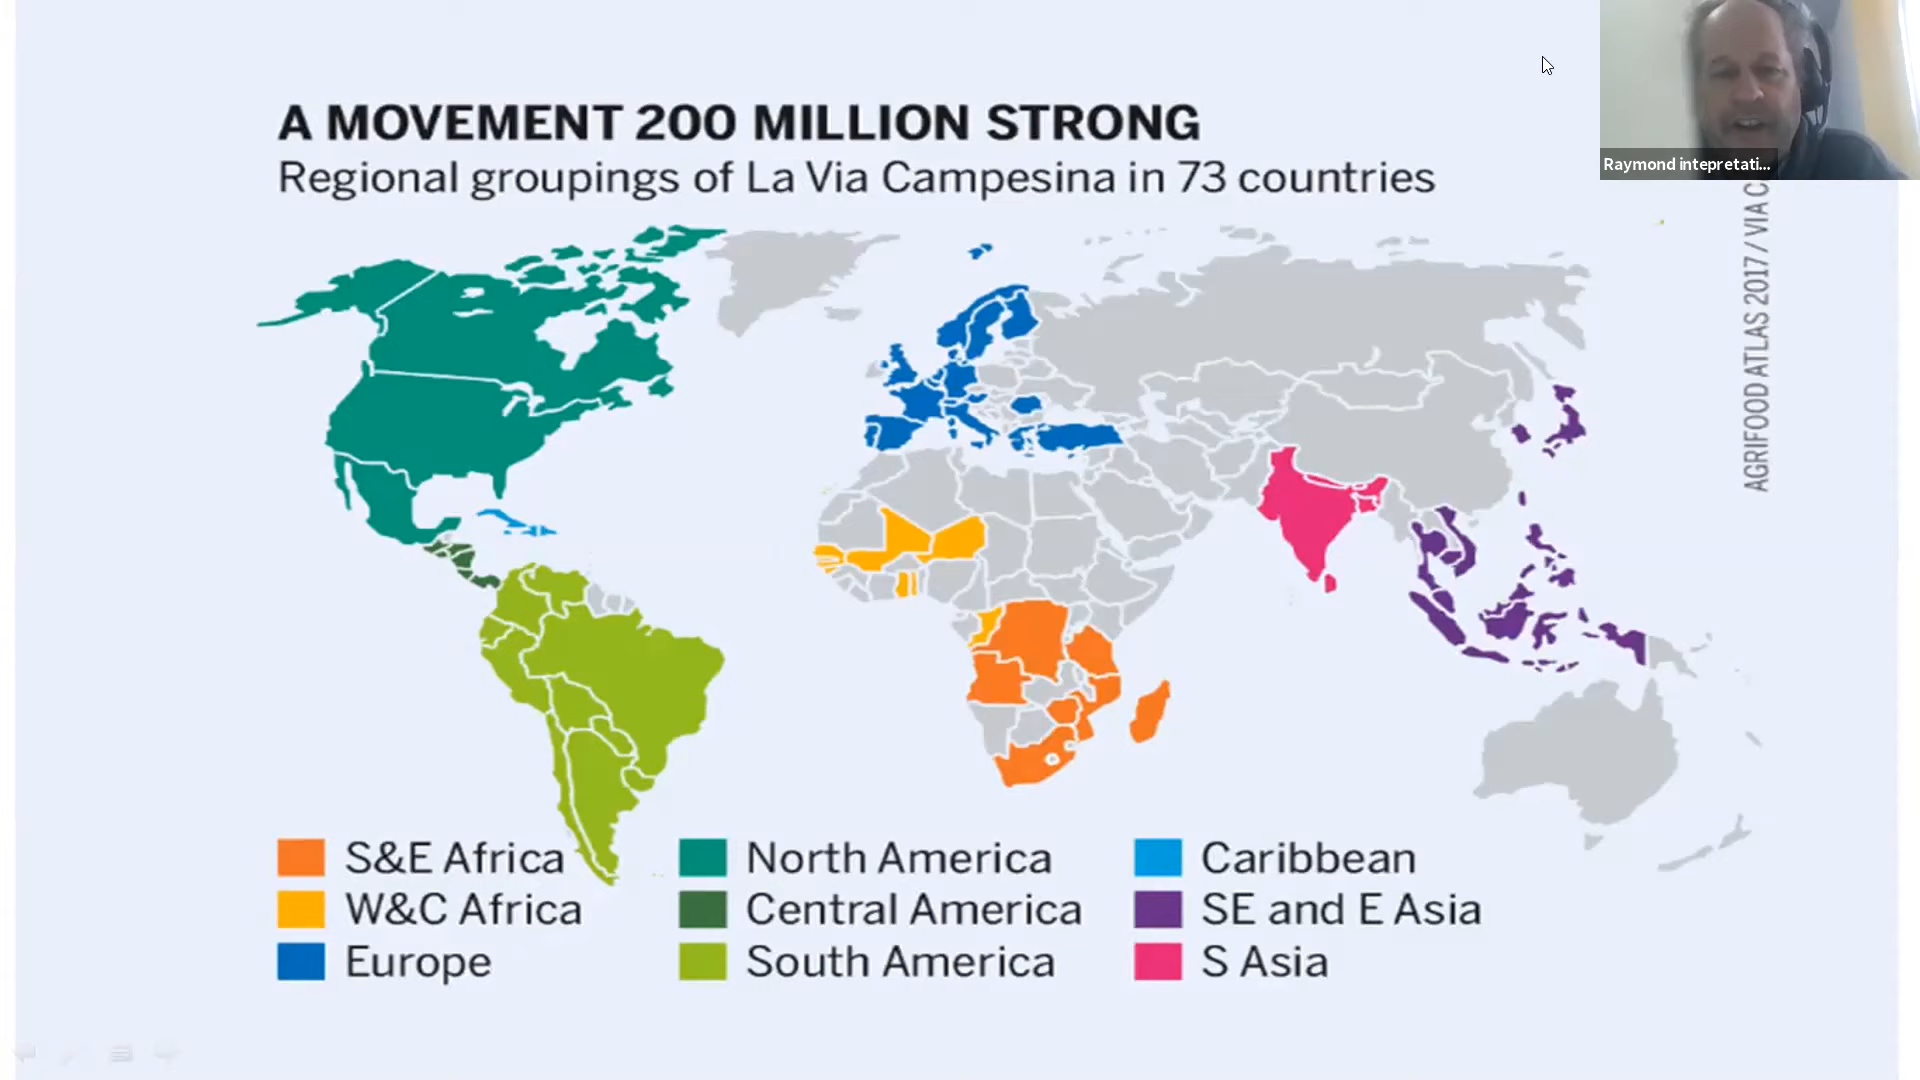 A MOVEMENT 200 MILLION STRONG
Regional groupings of La Via Campesina in 73 countries
Raymond intepretati...
AGRIFOOD ATLAS 2017 / VIA C
S&E Africa
W&C Africa
Europe
North America
Central America
South America
Caribbean
SE and E Asia
S Asia